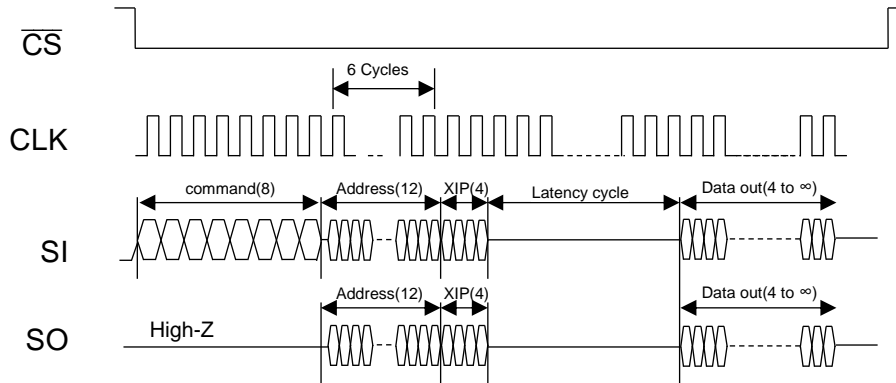 CS
6 Cycles
CLK
command(8) Address(12) XIP(4) Latency cycle Data out(4 to ∞)
SI
Address(12) XIP(4) Data out(4 to ∞)
High-Z
SO